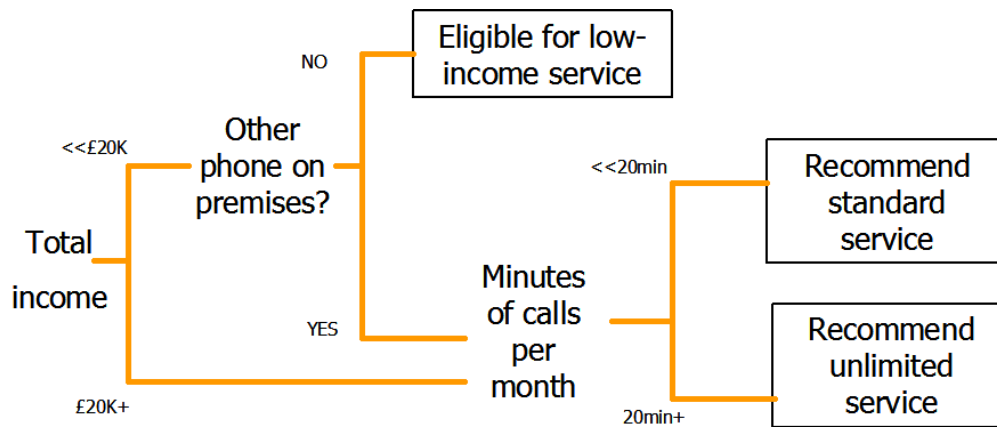 Total
income
<<£20K
£20K+
Other
phone on
premises?
NO
YES
Eligible for low-
income service
Minutes
of calls
per
month
<<20min
20min+
Recommend
standard
service
Recommend
unlimited
service